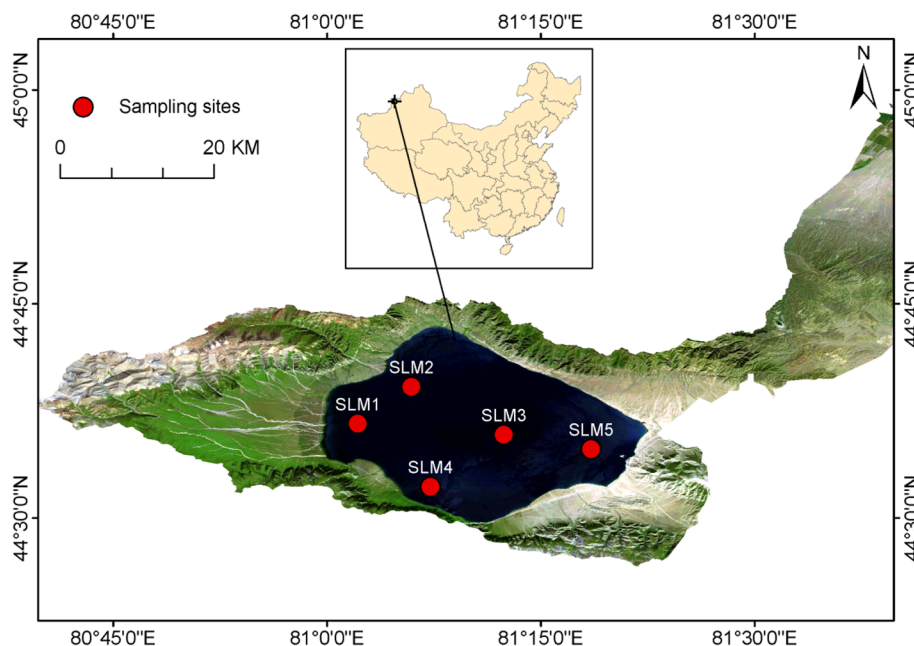 80°45'0"E 81°0'0"E 81°15'0"E 81°30'0"E
45°0'0"N
45°0'0"N
N
Sampling sites
0 20 KM
44°45'0"N
44°45'0"N
SLM2
SLM1
SLM3
SLM5
SLM4
44°30'0"N
44°30'0"N
80°45'0"E 81°0'0"E 81°15'0"E 81°30'0"E